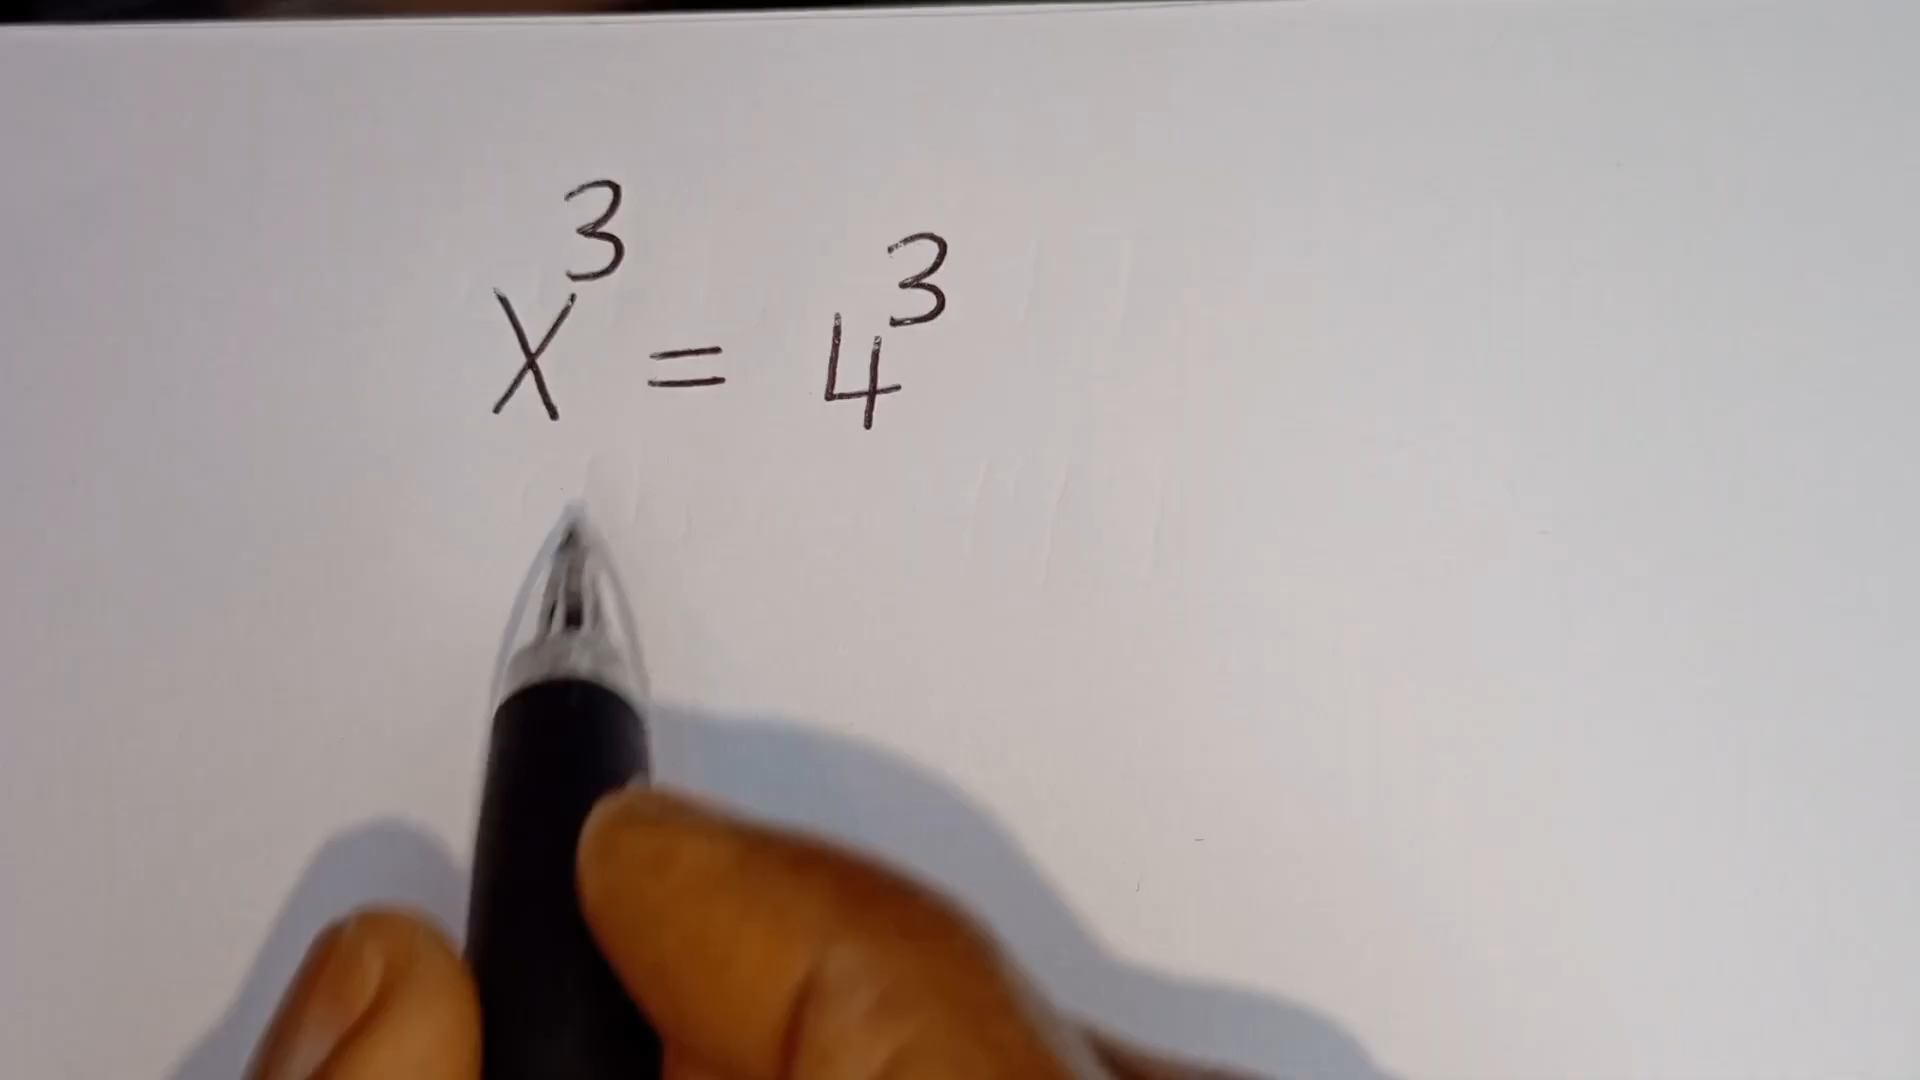 x³ = 4³